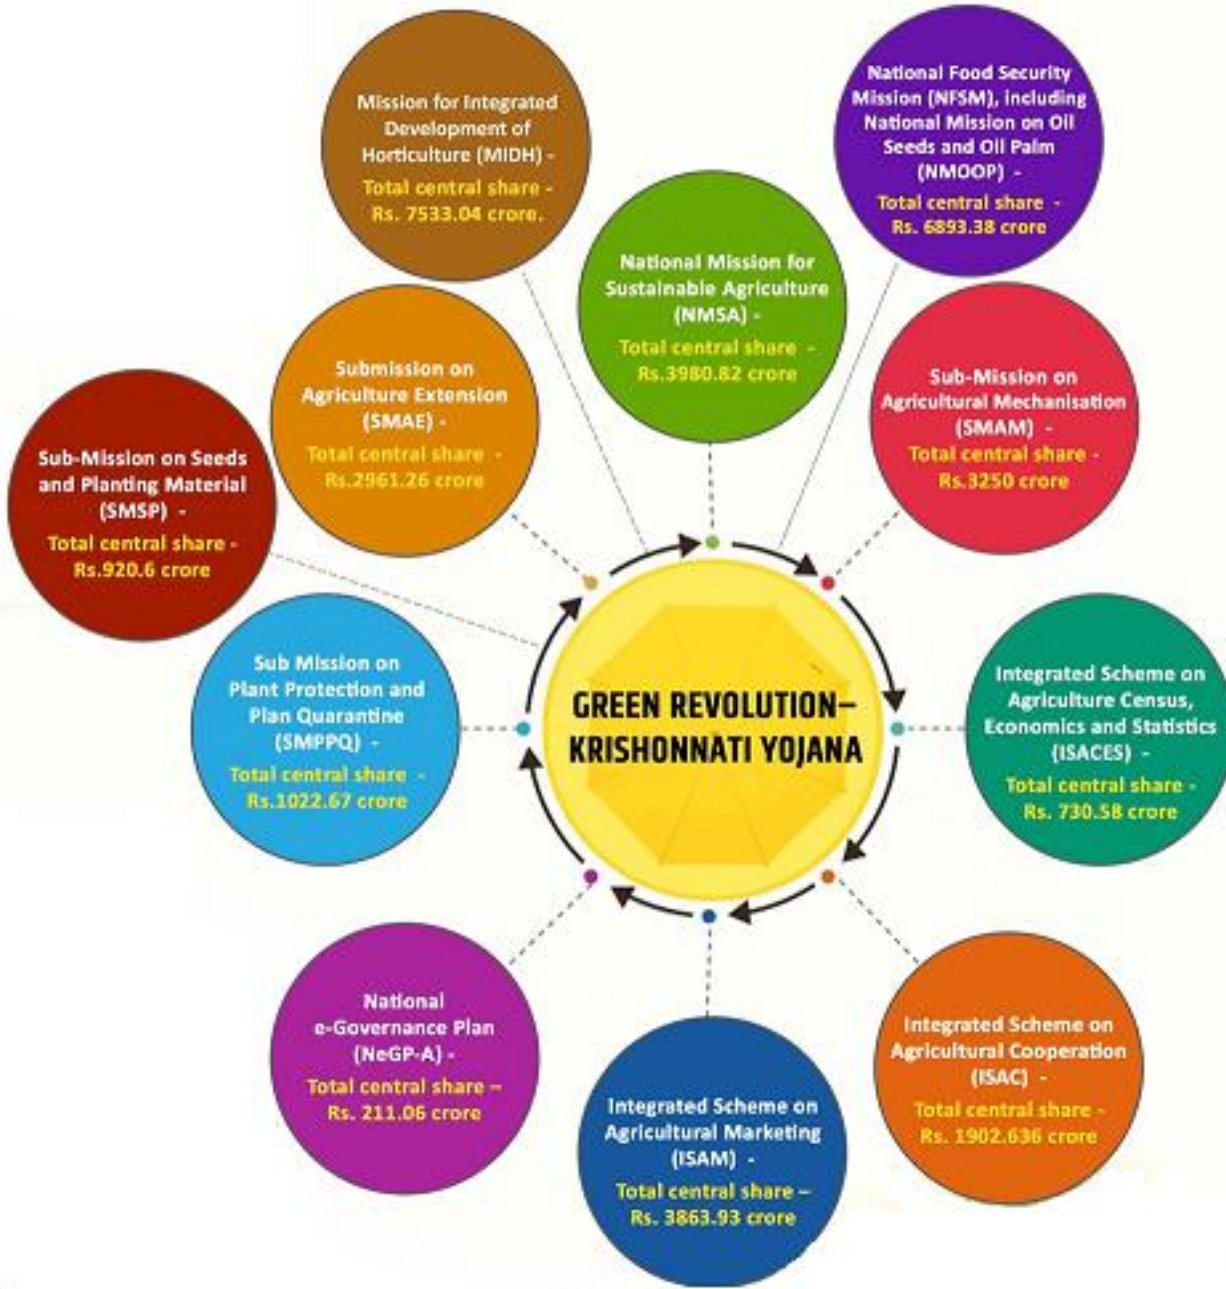 Mission for Integrated
Development of
Horticulture (MIDH) -
Total central share -
Rs. 7533.04 crore.
National Food Security
Mission (NFSM), including
National Mission on Oil
Seeds and Oil Palm
(NMOOP) -
Total central share -
Rs. 6893.38 crore
National Mission for
Sustainable Agriculture
(NMSA) -
Total central share -
Rs.3980.82 crore
Submission on
Agriculture Extension
(SMAE) -
Total central share -
Rs.2961.26 crore
Sub-Mission on
Agricultural Mechanisation
(SMAM) -
Total central share -
Rs.3250 crore
Sub-Mission on Seeds
and Planting Material
(SMSP) -
Total central share -
Rs.920.6 crore
Sub Mission on
Plant Protection and
Plan Quarantine
(SMPPQ) -
Total central share -
Rs.1022.67 crore
GREEN REVOLUTION–
KRISHONNATI YOJANA
Integrated Scheme on
Agriculture Census,
Economics and Statistics
(ISACES) -
Total central share -
Rs. 730.58 crore
National
e-Governance Plan
(NeGP-A) -
Total central share –
Rs. 211.06 crore
Integrated Scheme on
Agricultural Marketing
(ISAM) -
Total central share –
Rs. 3863.93 crore
Integrated Scheme on
Agricultural Cooperation
(ISAC) -
Total central share -
Rs. 1902.636 crore